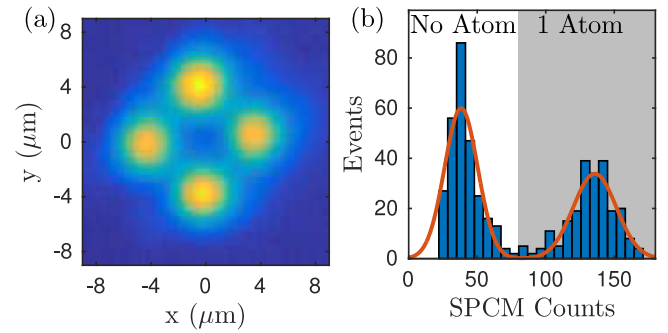 (a)
8
4
0
-4
-8
y (μm)
-8 -4 0 4 8
x (μm)
(b)
No Atom 1 Atom
80
60
40
20
0
Events
0 50 100 150
SPCM Counts